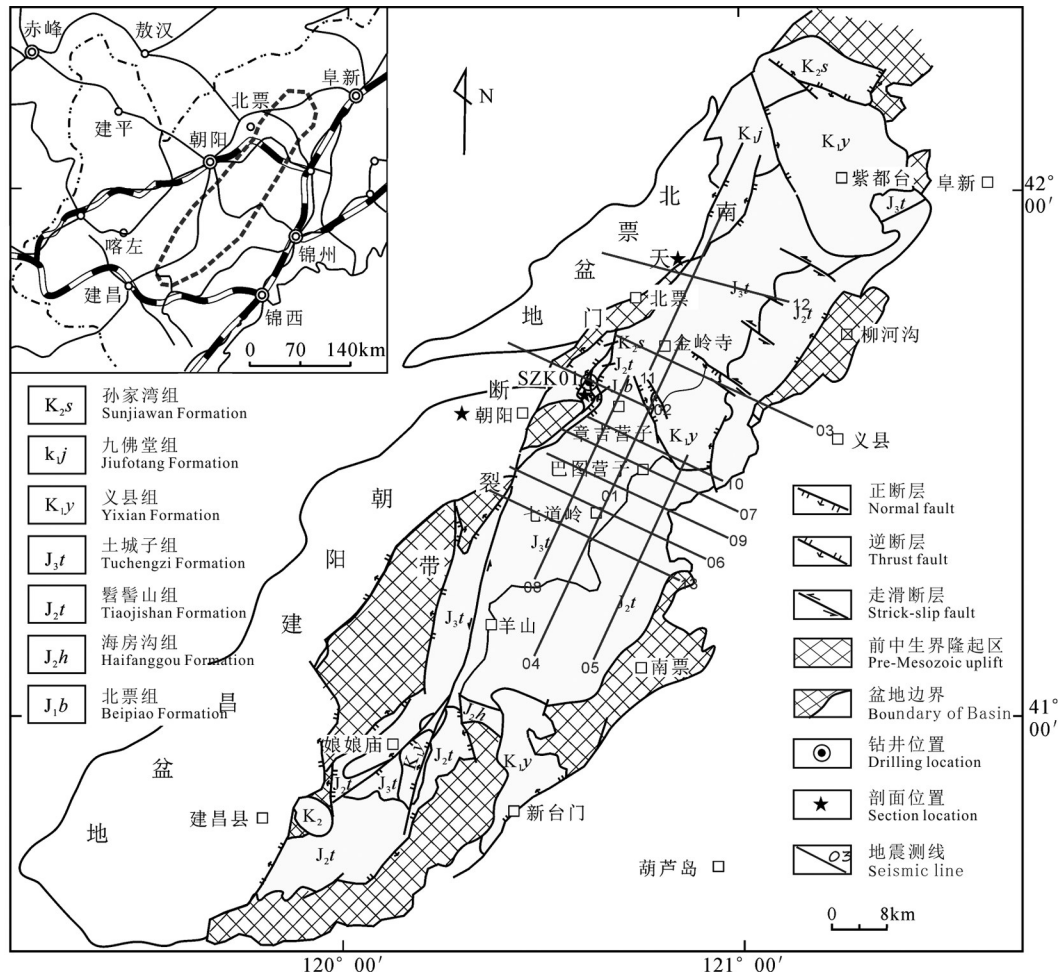 赤峰
敖汉
阜新
北票
建平
朝阳
喀左
锦州
建昌
锦西
0 70 140km
N
K₂s
孙家湾组
Sunjiawan Formation
k₁j
九佛堂组
Jiufotang Formation
K₁y
义县组
Yixian Formation
J₃t
土城子组
Tuchengzi Formation
J₂t
髫髻山组
Tiaojishan Formation
J₂h
海房沟组
Haifanggou Formation
J₁b
北票组
Beipiao Formation
正断层
Normal fault
逆断层
Thrust fault
走滑断层
Strick-slip fault
前中生界隆起区
Pre-Mesozoic uplift
盆地边界
Boundary of Basin
钻井位置
Drilling location
剖面位置
Section location
03
地震测线
Seismic line
0 8km
K₂s
K₁j
K₁y
紫都台
阜新
J₃t
42°
00′
北
票
盆
地
南
天
门
断
裂
带
北票
J₃t
12
J₂t
柳河沟
K₂s
金岭寺
J₂t
SZK01
11
J₁b
02
朝阳
章吉营子
K₁y
03
义县
巴图营子
10
01
07
七道岭
09
J₃t
06
13
朝
阳
08
J₂t
建
昌
盆
地
J₃t
羊山
04
05
南票
J₂h
41°
00′
娘娘庙
K₁y
J₂t
J₂t
J₃t
K₁y
建昌县
K₂
新台门
J₂t
葫芦岛
120° 00′
121° 00′